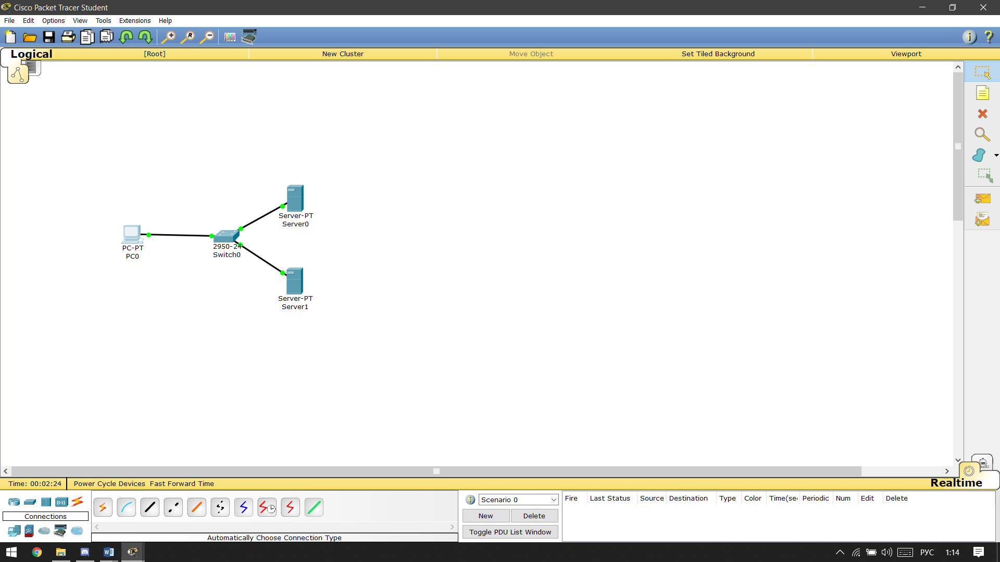 Cisco Packet Tracer Student
File Edit Options View Tools Extensions Help
Logical [Root] New Cluster Move Object Set Tiled Background Viewport
Server-PT
Server0
PC-PT
PC0
2950-24
Switch0
Server-PT
Server1
Time: 00:02:24 Power Cycle Devices Fast Forward Time Realtime
Scenario 0
Fire Last Status Source Destination Type Color Time(se Periodic Num Edit Delete
Connections
New Delete
Toggle PDU List Window
Automatically Choose Connection Type
РУС 1:14